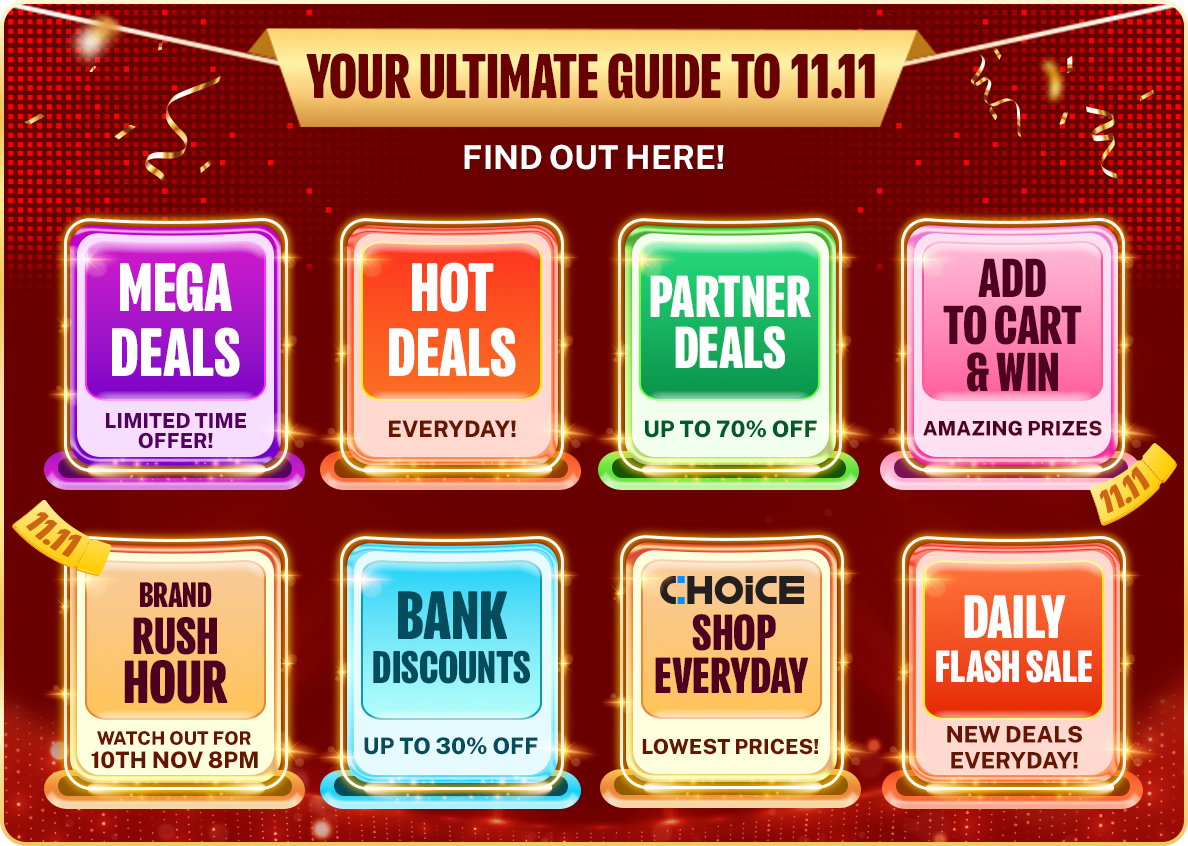 YOUR ULTIMATE GUIDE TO 11.11
FIND OUT HERE!
MEGA
DEALS
LIMITED TIME
OFFER!
HOT
DEALS
EVERYDAY!
PARTNER
DEALS
UP TO 70% OFF
ADD
TO CART
& WIN
AMAZING PRIZES
11.11
11.11
BRAND
RUSH
HOUR
WATCH OUT FOR
10TH NOV 8PM
BANK
DISCOUNTS
UP TO 30% OFF
CHOiCE
SHOP
EVERYDAY
LOWEST PRICES!
DAILY
FLASH SALE
NEW DEALS
EVERYDAY!